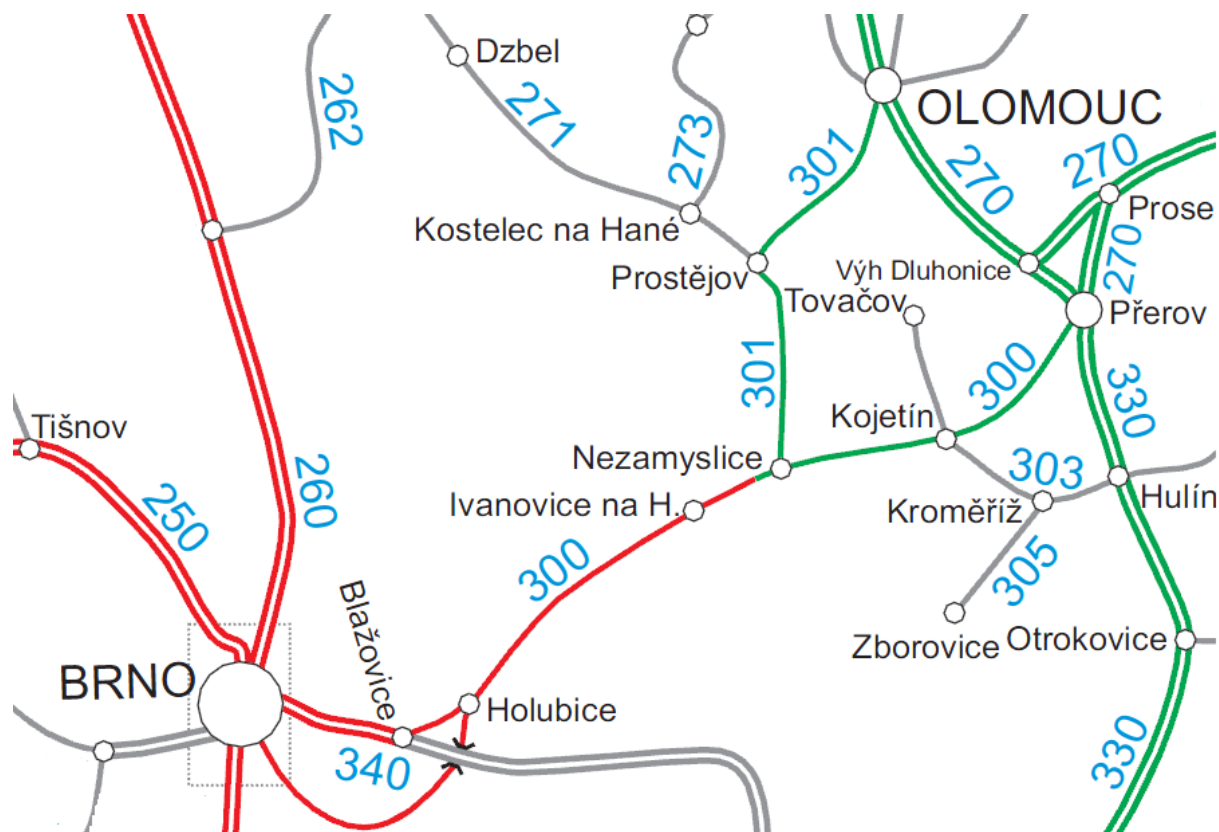 Dzbel
262
271
273
OLOMOUC
301
270
270
Prose
Kostelec na Hané
Prostějov
Výh Dluhonice
270
Tovačov
Přerov
301
300
330
Tišnov
Kojetín
Nezamyslice
303
Ivanovice na H.
Kroměříž
Hulín
250
260
300
305
Blažovice
Zborovice
Otrokovice
BRNO
Holubice
340
330